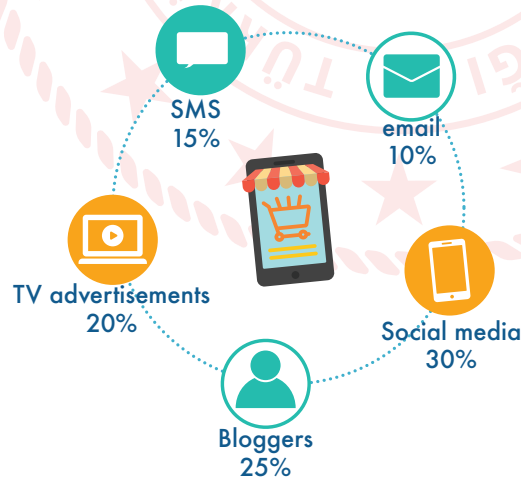 SMS
15%
email
10%
TV advertisements
20%
Social media
30%
Bloggers
25%